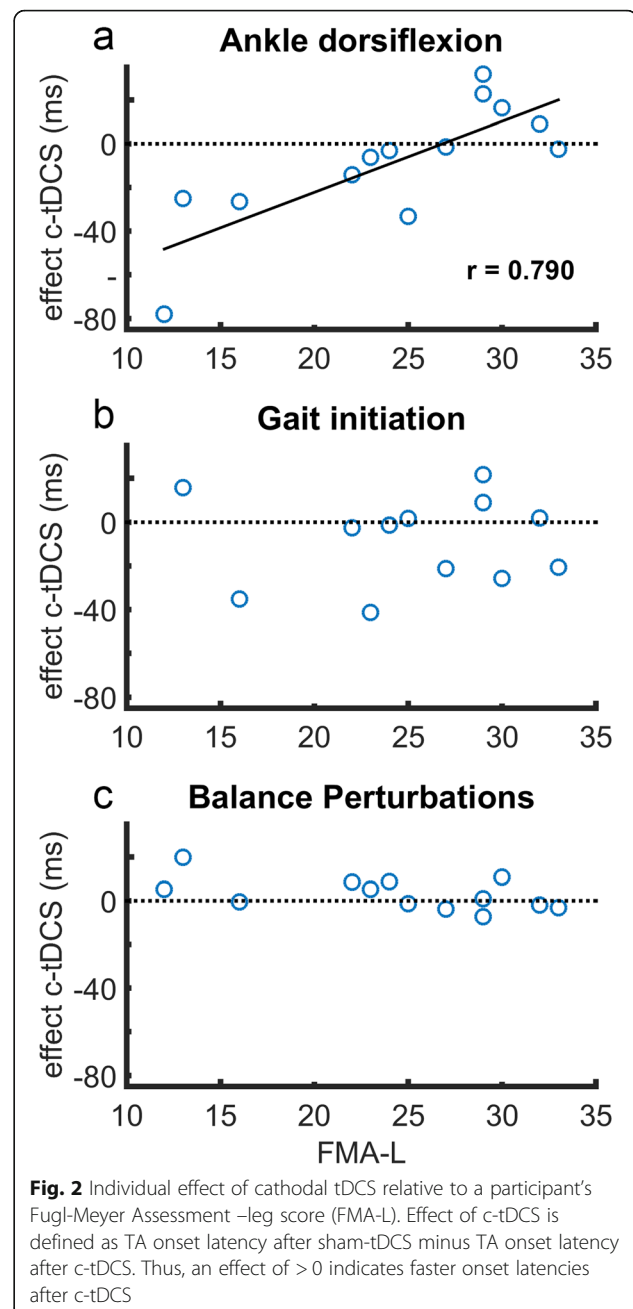 a Ankle dorsiflexion
effect c-tDCS (ms)
0
-40
-
-80
10 15 20 25 30 35
r = 0.790
b Gait initiation
effect c-tDCS (ms)
0
-40
-80
10 15 20 25 30 35
c Balance Perturbations
effect c-tDCS (ms)
0
-40
-80
10 15 20 25 30 35
FMA-L
Fig. 2 Individual effect of cathodal tDCS relative to a participant's
Fugl-Meyer Assessment –leg score (FMA-L). Effect of c-tDCS is
defined as TA onset latency after sham-tDCS minus TA onset latency
after c-tDCS. Thus, an effect of > 0 indicates faster onset latencies
after c-tDCS